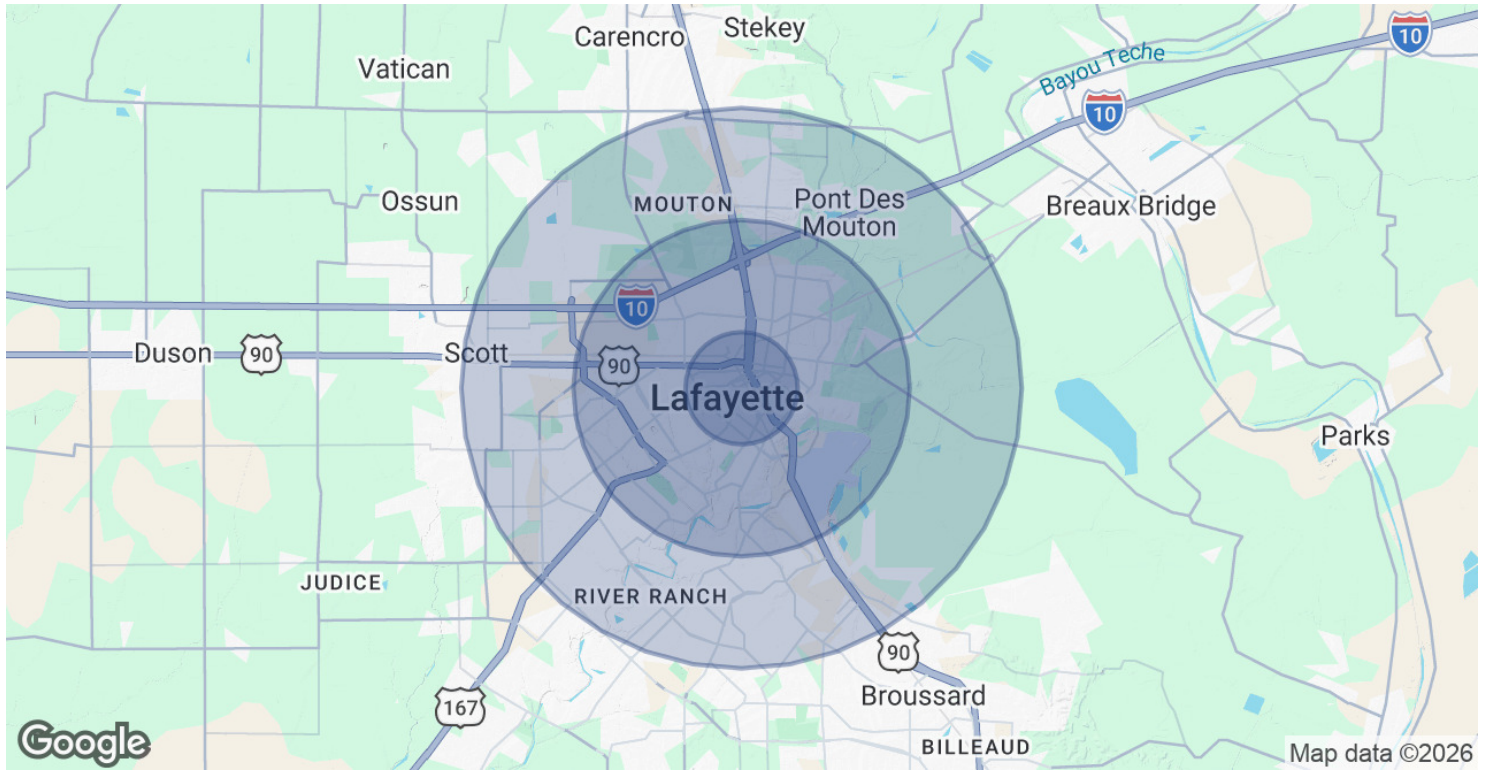 Stekey
Carencro
10
Bayou Teche
Vatican
10
Ossun
MOUTON
Pont Des
Mouton
Breaux Bridge
10
Duson
90
Scott
90
Lafayette
Parks
JUDICE
RIVER RANCH
90
Broussard
167
BILLEAUD
Google
Map data ©2026